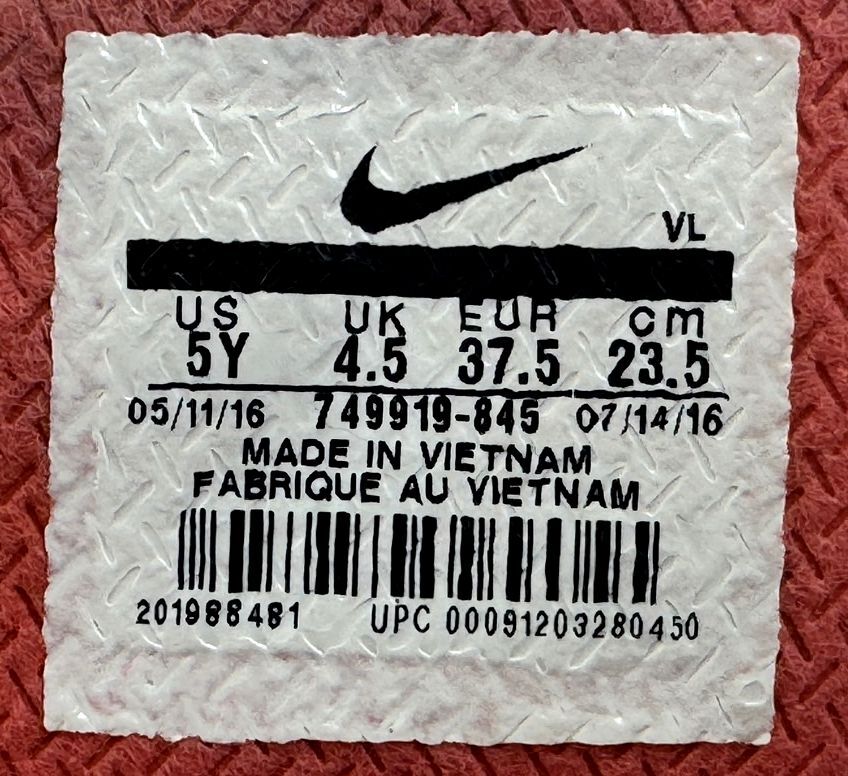 VL
US UK EUR cm
5Y 4.5 37.5 23.5
05/11/16 749919-845 07/14/16
MADE IN VIETNAM
FABRIQUE AU VIETNAM
201988481 UPC 00091203280450